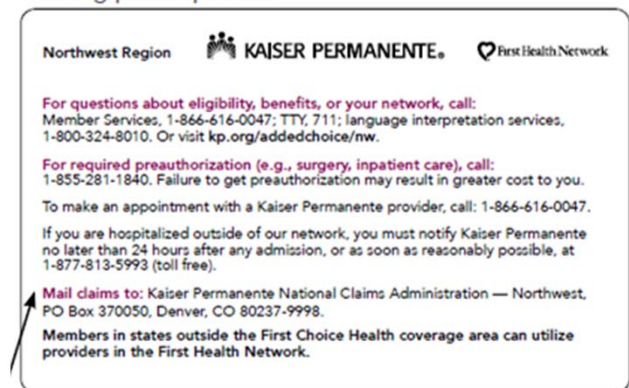 Northwest Region KAISER PERMANENTE® First Health Network
For questions about eligibility, benefits, or your network, call:
Member Services, 1-866-616-0047; TTY, 711; language interpretation services,
1-800-324-8010. Or visit kp.org/addedchoice/nw.
For required preauthorization (e.g., surgery, inpatient care), call:
1-855-281-1840. Failure to get preauthorization may result in greater cost to you.
To make an appointment with a Kaiser Permanente provider, call: 1-866-616-0047.
If you are hospitalized outside of our network, you must notify Kaiser Permanente
no later than 24 hours after any admission, or as soon as reasonably possible, at
1-877-813-5993 (toll free).
Mail claims to: Kaiser Permanente National Claims Administration — Northwest,
PO Box 370050, Denver, CO 80237-9998.
Members in states outside the First Choice Health coverage area can utilize
providers in the First Health Network.